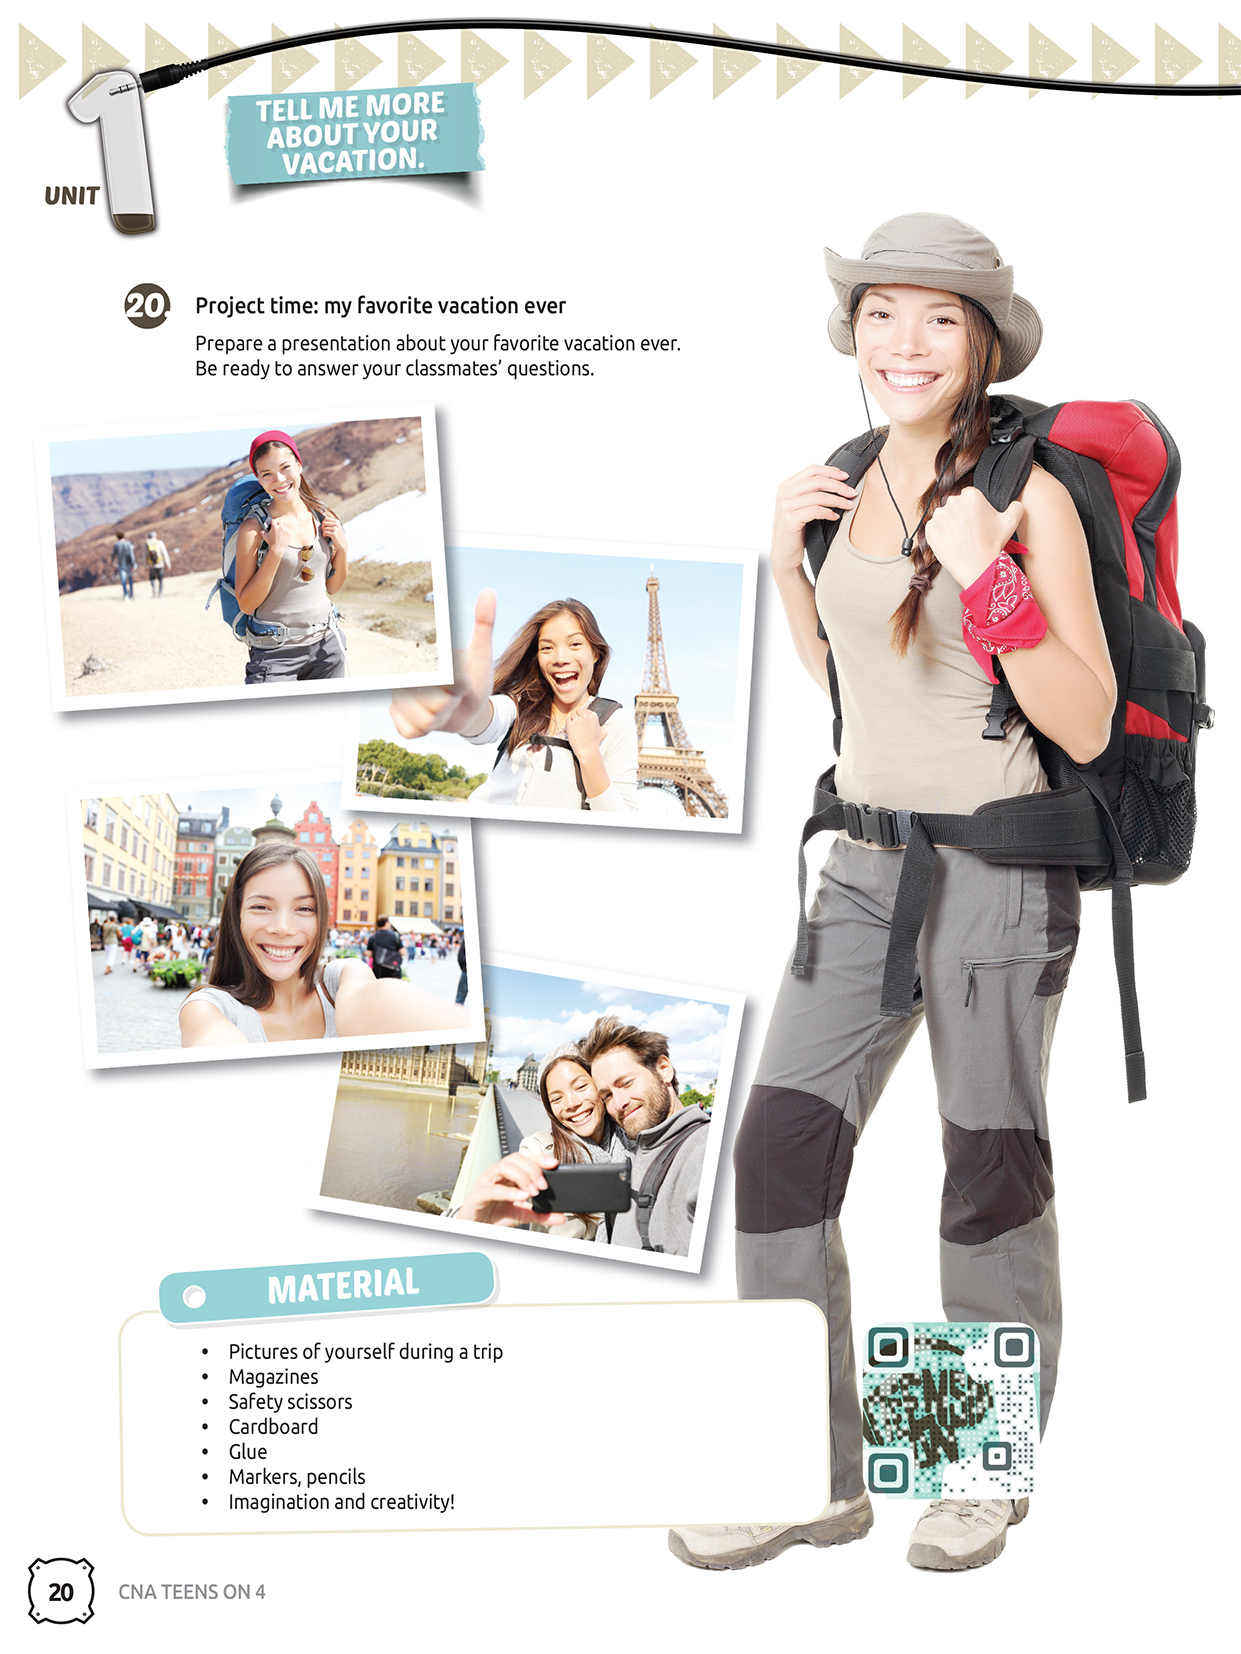 1
UNIT
TELL ME MORE
ABOUT YOUR
VACATION.
20.
Project time: my favorite vacation ever
Prepare a presentation about your favorite vacation ever.
Be ready to answer your classmates’ questions.
MATERIAL
• Pictures of yourself during a trip
• Magazines
• Safety scissors
• Cardboard
• Glue
• Markers, pencils
• Imagination and creativity!
20
CNA TEENS ON 4